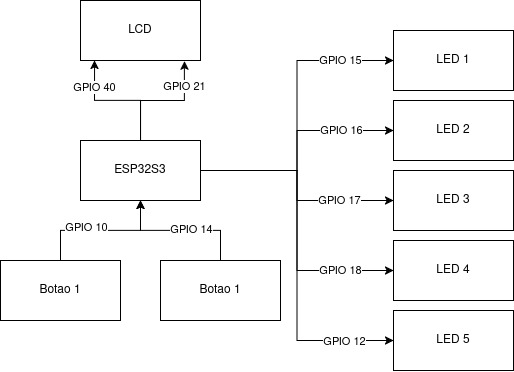 LCD
GPIO 40
GPIO 21
ESP32S3
GPIO 10
GPIO 14
Botao 1
Botao 1
GPIO 15
LED 1
GPIO 16
LED 2
GPIO 17
LED 3
GPIO 18
LED 4
GPIO 12
LED 5